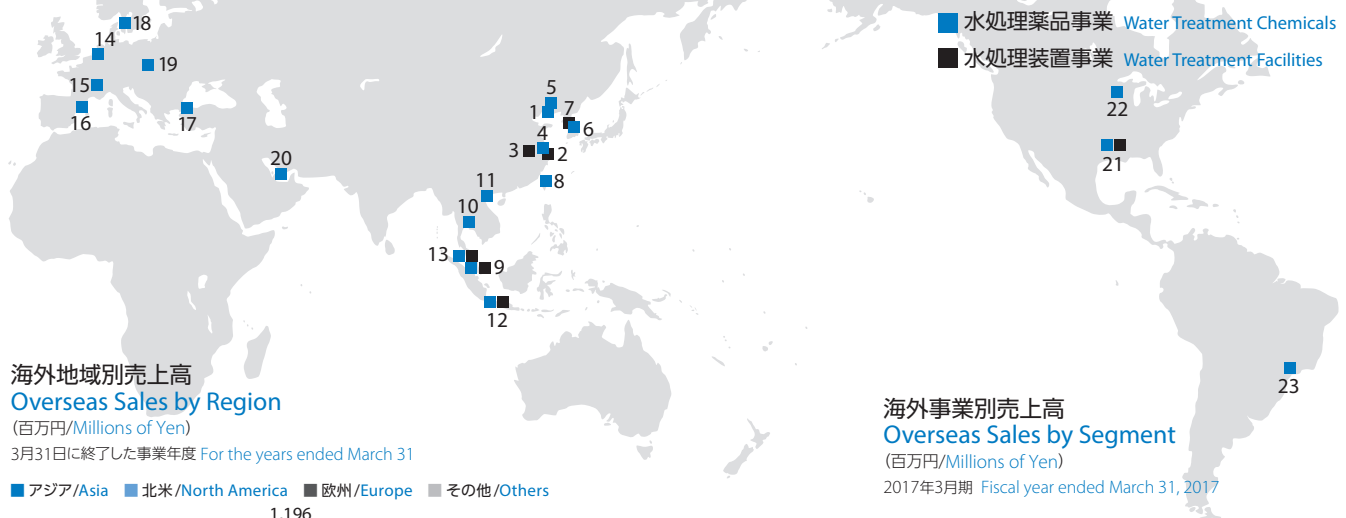 水処理薬品事業 Water Treatment Chemicals
水処理装置事業 Water Treatment Facilities
18
14
19
15
16
17
20
5
7
1
6
4
3
2
8
11
10
13
9
12
22
21
23
海外地域別売上高
Overseas Sales by Region
(百万円/Millions of Yen)
3月31日に終了した事業年度 For the years ended March 31
アジア/Asia 北米/North America 欧州/Europe その他/Others
1,196
海外事業別売上高
Overseas Sales by Segment
(百万円/Millions of Yen)
2017年3月期 Fiscal year ended March 31, 2017